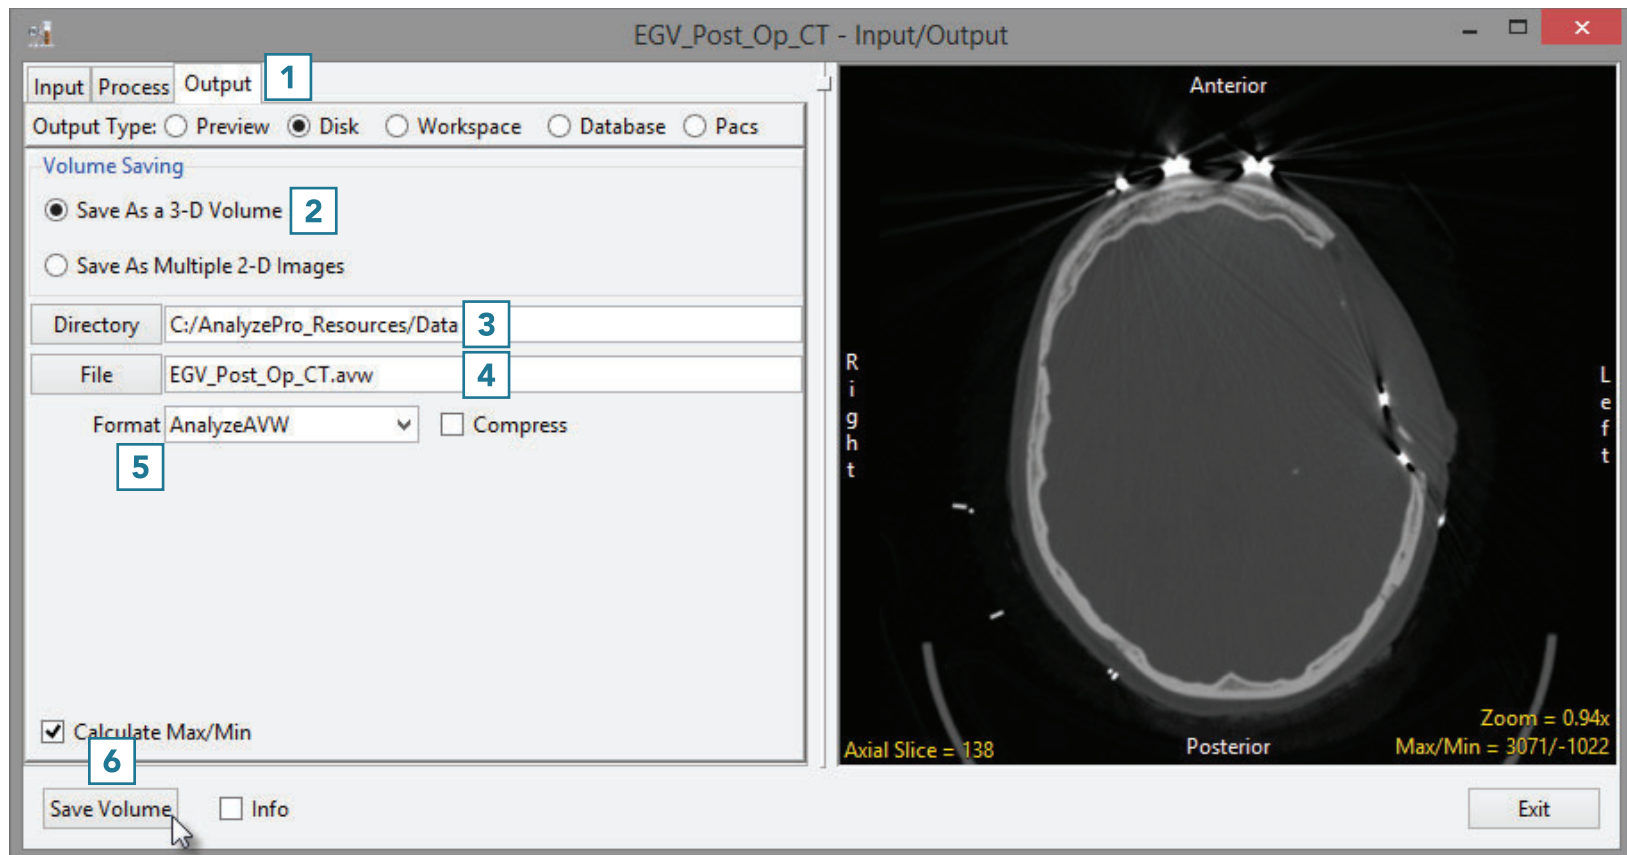 EGV_Post_Op_CT - Input/Output
Input Process Output 1
Output Type: Preview Disk Workspace Database Pacs
Volume Saving
Save As a 3-D Volume 2
Save As Multiple 2-D Images
Directory C:/AnalyzePro_Resources/Data 3
File EGV_Post_Op_CT.avw 4
Format AnalyzeAVW Compress
5
Calculate Max/Min
6
Save Volume Info
Anterior
Right
Left
Zoom = 0.94x
Axial Slice = 138 Posterior Max/Min = 3071/-1022
Exit